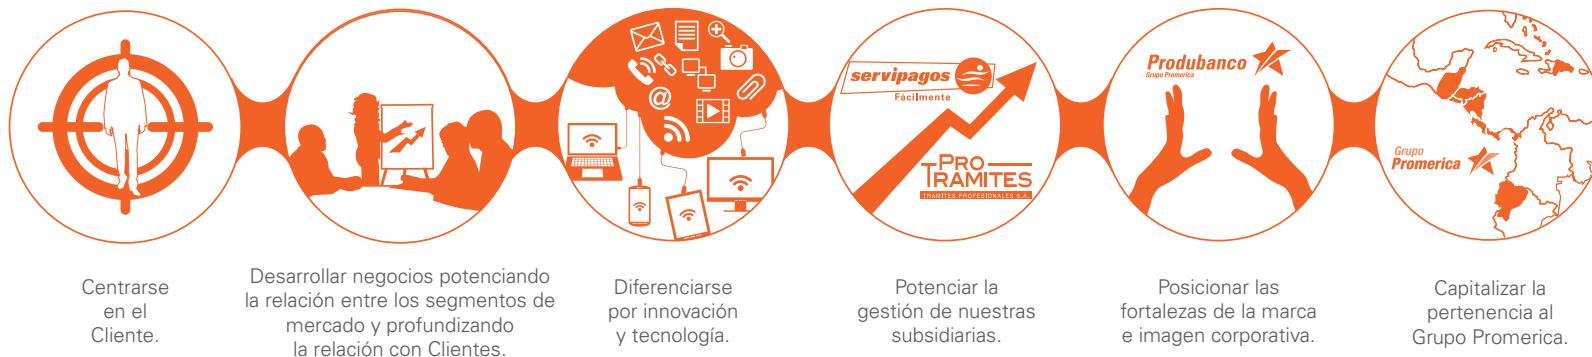 servipagos
Fácilmente
PRO
TRAMITES
TRAMITES PROFESIONALES S.A.
Produbanco
Grupo Promerica
Grupo
Promerica
@
Centrarse
en el
Cliente.
Desarrollar negocios potenciando
la relación entre los segmentos de
mercado y profundizando
la relación con Clientes.
Diferenciarse
por innovación
y tecnología.
Potenciar la
gestión de nuestras
subsidiarias.
Posicionar las
fortalezas de la marca
e imagen corporativa.
Capitalizar la
pertenencia al
Grupo Promerica.